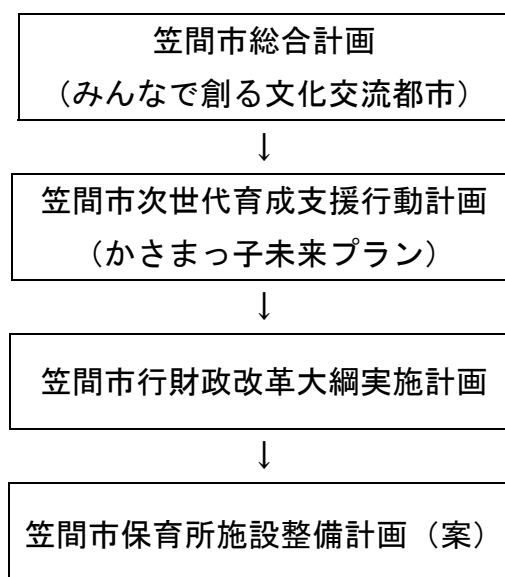 笠間市総合計画
（みんなで創る文化交流都市）
↓
笠間市次世代育成支援行動計画
（かさまっ子未来プラン）
↓
笠間市行財政改革大綱実施計画
↓
笠間市保育所施設整備計画（案）